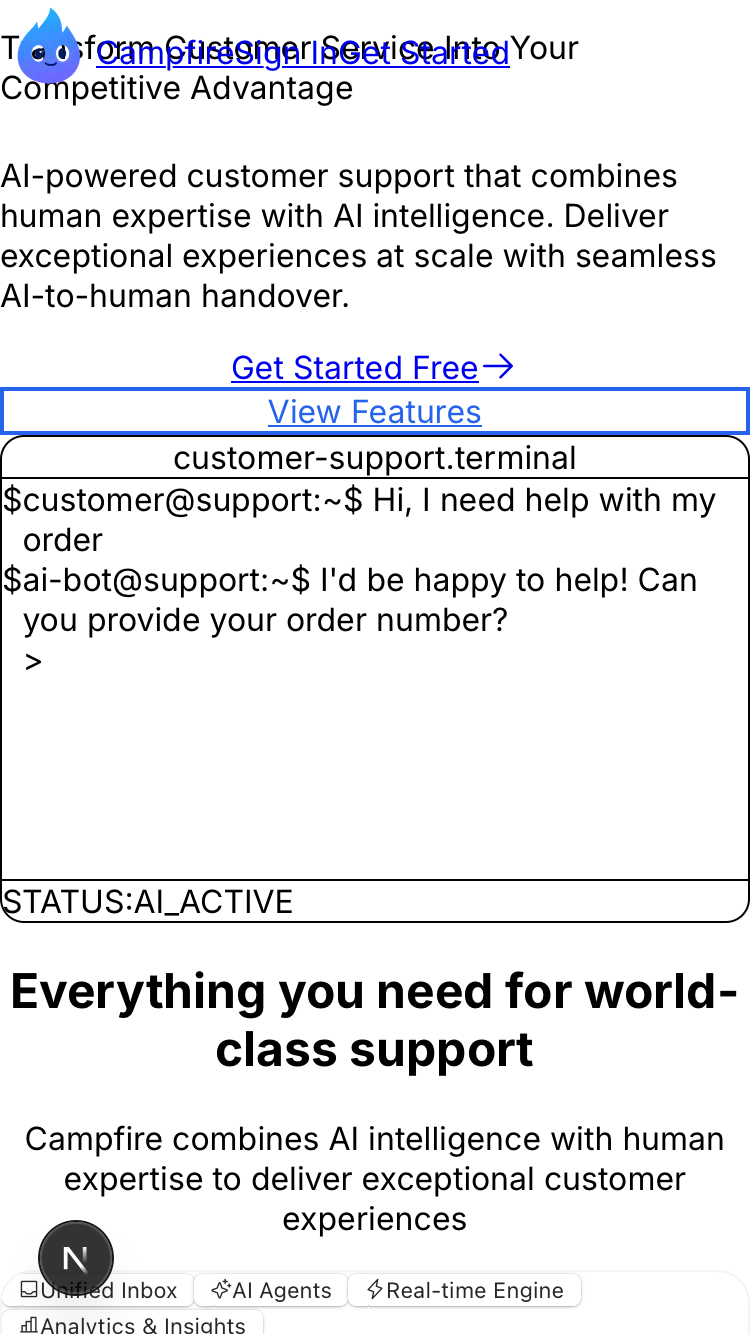 Transform Customer Service Into Your
CampfireSign InGet Started
Competitive Advantage
AI-powered customer support that combines
human expertise with AI intelligence. Deliver
exceptional experiences at scale with seamless
AI-to-human handover.
Get Started Free→
View Features
customer-support.terminal
$customer@support:~$ Hi, I need help with my
order
$ai-bot@support:~$ I'd be happy to help! Can
you provide your order number?
>
STATUS:AI_ACTIVE
Everything you need for world-
class support
Campfire combines AI intelligence with human
expertise to deliver exceptional customer
experiences
N
Unified Inbox AI Agents Real-time Engine
Analytics & Insights